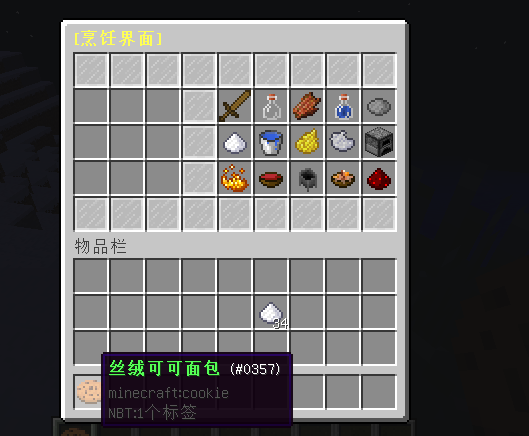 [烹饪界面]
物品栏
34
丝绒可可面包 (#0357)
minecraft:cookie
NBT:1个标签